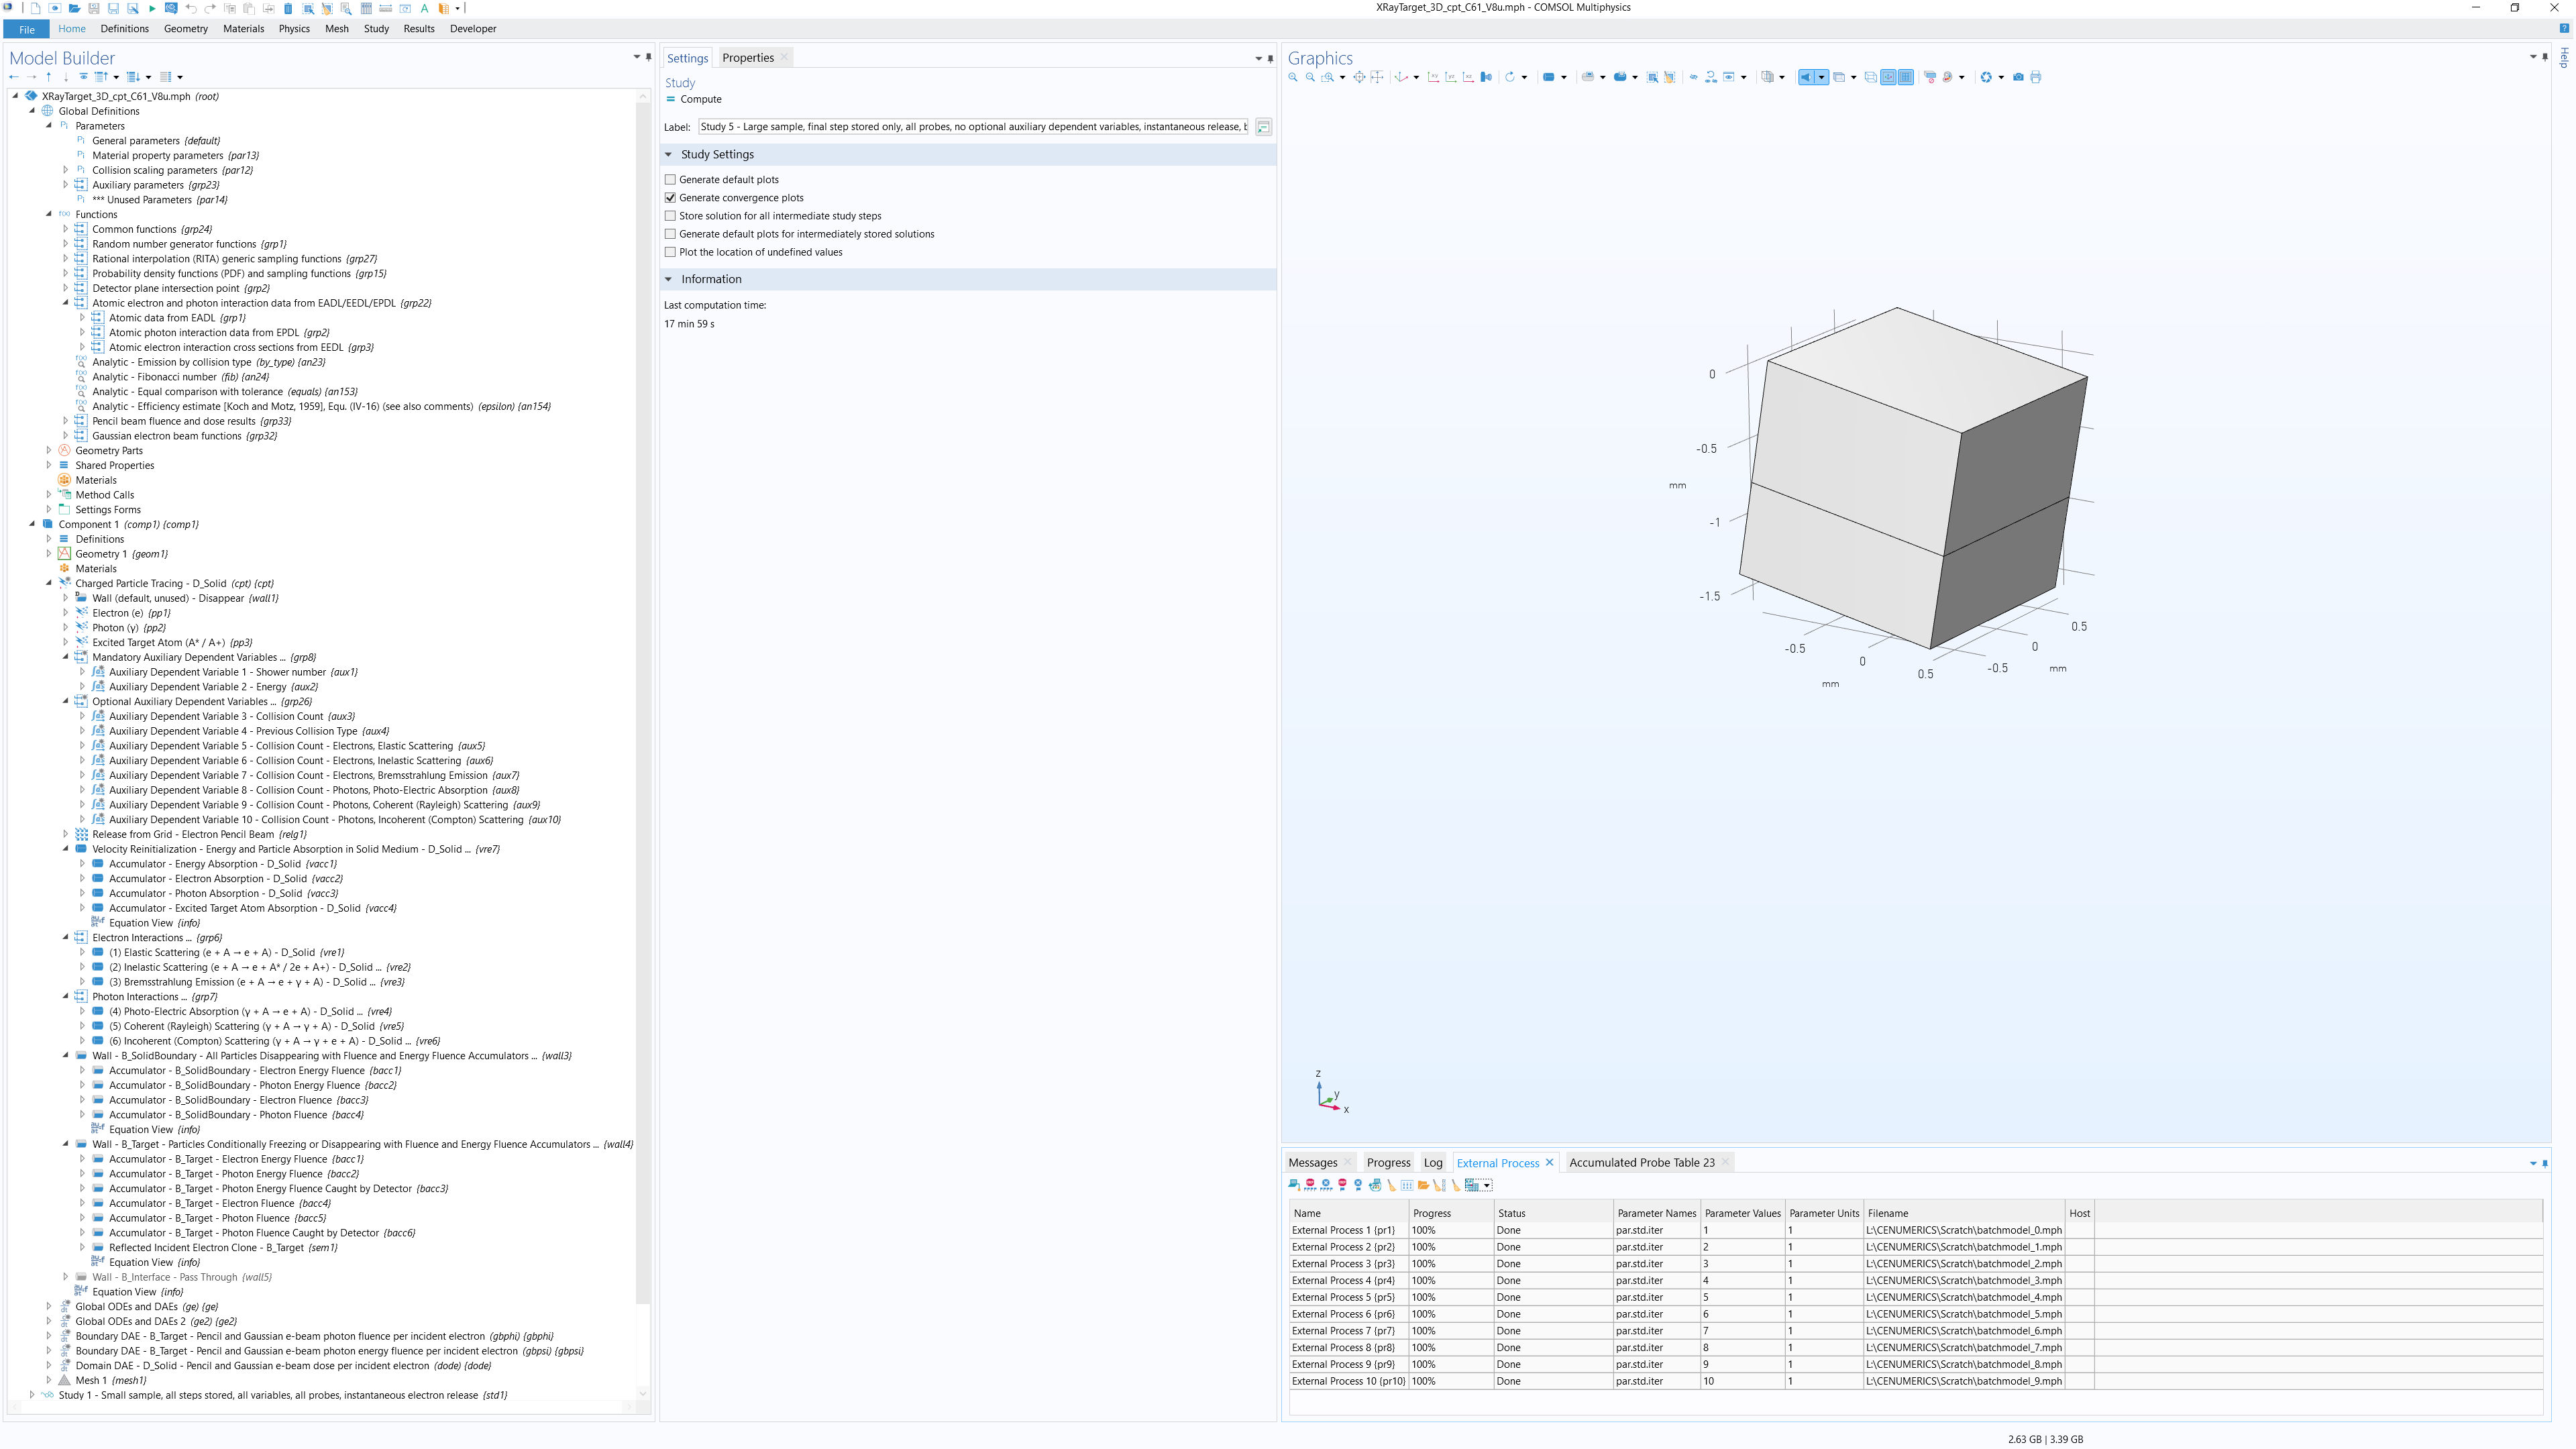 XRayTarget_3D_cpt_C61_V8u.mph - COMSOL Multiphysics
File Home Definitions Geometry Materials Physics Mesh Study Results Developer
Model Builder
XRayTarget_3D_cpt_C61_V8u.mph (root)
Global Definitions
Parameters
General parameters {default}
Material property parameters {par13}
Collision scaling parameters {par12}
Auxiliary parameters {grp23}
*** Unused Parameters {par14}
Functions
Common functions {grp24}
Random number generator functions {grp1}
Rational interpolation (RITA) generic sampling functions {grp27}
Probability density functions (PDF) and sampling functions {grp15}
Detector plane intersection point {grp2}
Atomic electron and photon interaction data from EADL/EEDL/EPDL {grp22}
Atomic data from EADL {grp1}
Atomic photon interaction data from EPDL {grp2}
Atomic electron interaction cross sections from EEDL {grp3}
Analytic - Emission by collision type (by_type) {an23}
Analytic - Fibonacci number (fib) {an24}
Analytic - Equal comparison with tolerance (equals) {an153}
Analytic - Efficiency estimate [Koch and Motz, 1959], Equ. (IV-16) (see also comments) (epsilon) {an154}
Pencil beam fluence and dose results {grp33}
Gaussian electron beam functions {grp32}
Geometry Parts
Shared Properties
Materials
Method Calls
Settings Forms
Component 1 (comp1) {comp1}
Definitions
Geometry 1 {geom1}
Materials
Charged Particle Tracing - D_Solid (cpt) {cpt}
Wall (default, unused) - Disappear {wall1}
Electron (e) {pp1}
Photon (γ) {pp2}
Excited Target Atom (A* / A+) {pp3}
Mandatory Auxiliary Dependent Variables ... {grp8}
Auxiliary Dependent Variable 1 - Shower number {aux1}
Auxiliary Dependent Variable 2 - Energy {aux2}
Optional Auxiliary Dependent Variables ... {grp26}
Auxiliary Dependent Variable 3 - Collision Count {aux3}
Auxiliary Dependent Variable 4 - Previous Collision Type {aux4}
Auxiliary Dependent Variable 5 - Collision Count - Electrons, Elastic Scattering {aux5}
Auxiliary Dependent Variable 6 - Collision Count - Electrons, Inelastic Scattering {aux6}
Auxiliary Dependent Variable 7 - Collision Count - Electrons, Bremsstrahlung Emission {aux7}
Auxiliary Dependent Variable 8 - Collision Count - Photons, Photo-Electric Absorption {aux8}
Auxiliary Dependent Variable 9 - Collision Count - Photons, Coherent (Rayleigh) Scattering {aux9}
Auxiliary Dependent Variable 10 - Collision Count - Photons, Incoherent (Compton) Scattering {aux10}
Release from Grid - Electron Pencil Beam {relg1}
Velocity Reinitialization - Energy and Particle Absorption in Solid Medium - D_Solid ... {vre7}
Accumulator - Energy Absorption - D_Solid {vacc1}
Accumulator - Electron Absorption - D_Solid {vacc2}
Accumulator - Photon Absorption - D_Solid {vacc3}
Accumulator - Excited Target Atom Absorption - D_Solid {vacc4}
Equation View {info}
Electron Interactions ... {grp6}
(1) Elastic Scattering (e + A → e + A) - D_Solid {vre1}
(2) Inelastic Scattering (e + A → e + A* / 2e + A+) - D_Solid ... {vre2}
(3) Bremsstrahlung Emission (e + A → e + γ + A) - D_Solid ... {vre3}
Photon Interactions ... {grp7}
(4) Photo-Electric Absorption (γ + A → e + A) - D_Solid ... {vre4}
(5) Coherent (Rayleigh) Scattering (γ + A → γ + A) - D_Solid {vre5}
(6) Incoherent (Compton) Scattering (γ + A → γ + e + A) - D_Solid ... {vre6}
Wall - B_SolidBoundary - All Particles Disappearing with Fluence and Energy Fluence Accumulators ... {wall3}
Accumulator - B_SolidBoundary - Electron Energy Fluence {bacc1}
Accumulator - B_SolidBoundary - Photon Energy Fluence {bacc2}
Accumulator - B_SolidBoundary - Electron Fluence {bacc3}
Accumulator - B_SolidBoundary - Photon Fluence {bacc4}
Equation View {info}
Wall - B_Target - Particles Conditionally Freezing or Disappearing with Fluence and Energy Fluence Accumulators ... {wall4}
Accumulator - B_Target - Electron Energy Fluence {bacc1}
Accumulator - B_Target - Photon Energy Fluence {bacc2}
Accumulator - B_Target - Photon Energy Fluence Caught by Detector {bacc3}
Accumulator - B_Target - Electron Fluence {bacc4}
Accumulator - B_Target - Photon Fluence {bacc5}
Accumulator - B_Target - Photon Fluence Caught by Detector {bacc6}
Reflected Incident Electron Clone - B_Target {sem1}
Equation View {info}
Wall - B_Interface - Pass Through {wall5}
Equation View {info}
Global ODEs and DAEs (ge) {ge}
Global ODEs and DAEs 2 (ge2) {ge2}
Boundary DAE - B_Target - Pencil and Gaussian e-beam photon fluence per incident electron (gbphi) {gbphi}
Boundary DAE - B_Target - Pencil and Gaussian e-beam photon energy fluence per incident electron (gbpsi) {gbpsi}
Domain DAE - D_Solid - Pencil and Gaussian e-beam dose per incident electron (dode) {dode}
Mesh 1 {mesh1}
Study 1 - Small sample, all steps stored, all variables, all probes, instantaneous electron release {std1}
Settings Properties
Study
Compute
Label: Study 5 - Large sample, final step stored only, all probes, no optional auxiliary dependent variables, instantaneous release,
Study Settings
Generate default plots
Generate convergence plots
Store solution for all intermediate study steps
Generate default plots for intermediately stored solutions
Plot the location of undefined values
Information
Last computation time:
17 min 59 s
Graphics
Help
0
-0.5
mm
-1
-1.5
-0.5
0
0.5
mm
0.5
0
-0.5
mm
z
y
x
Messages Progress Log External Process Accumulated Probe Table 23
Name Progress Status Parameter Names Parameter Values Parameter Units Filename Host
External Process 1 {pr1} 100% Done par.std.iter 1 1 L:\CENUMERICS\Scratch\batchmodel_0.mph
External Process 2 {pr2} 100% Done par.std.iter 2 1 L:\CENUMERICS\Scratch\batchmodel_1.mph
External Process 3 {pr3} 100% Done par.std.iter 3 1 L:\CENUMERICS\Scratch\batchmodel_2.mph
External Process 4 {pr4} 100% Done par.std.iter 4 1 L:\CENUMERICS\Scratch\batchmodel_3.mph
External Process 5 {pr5} 100% Done par.std.iter 5 1 L:\CENUMERICS\Scratch\batchmodel_4.mph
External Process 6 {pr6} 100% Done par.std.iter 6 1 L:\CENUMERICS\Scratch\batchmodel_5.mph
External Process 7 {pr7} 100% Done par.std.iter 7 1 L:\CENUMERICS\Scratch\batchmodel_6.mph
External Process 8 {pr8} 100% Done par.std.iter 8 1 L:\CENUMERICS\Scratch\batchmodel_7.mph
External Process 9 {pr9} 100% Done par.std.iter 9 1 L:\CENUMERICS\Scratch\batchmodel_8.mph
External Process 10 {pr10} 100% Done par.std.iter 10 1 L:\CENUMERICS\Scratch\batchmodel_9.mph
2.63 GB | 3.39 GB